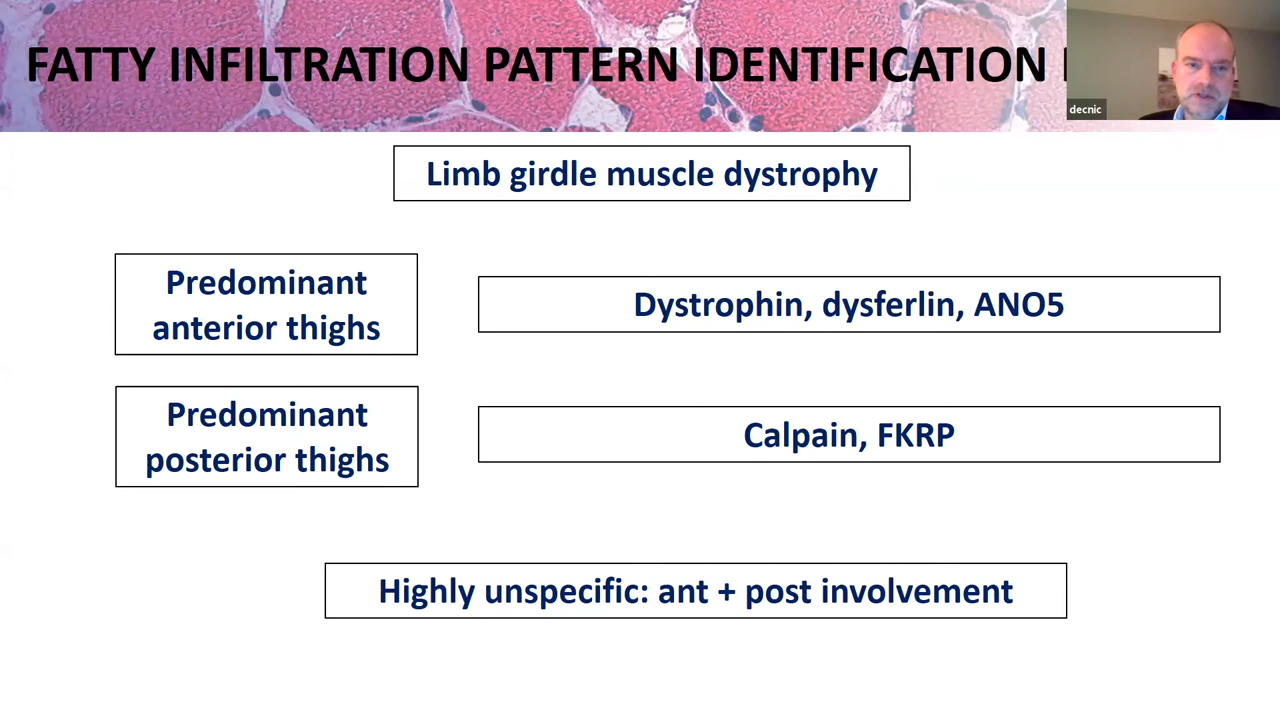 FATTY INFILTRATION PATTERN IDENTIFICATION
decnic
Limb girdle muscle dystrophy
Predominant
anterior thighs
Dystrophin, dysferlin, ANO5
Predominant
posterior thighs
Calpain, FKRP
Highly unspecific: ant + post involvement